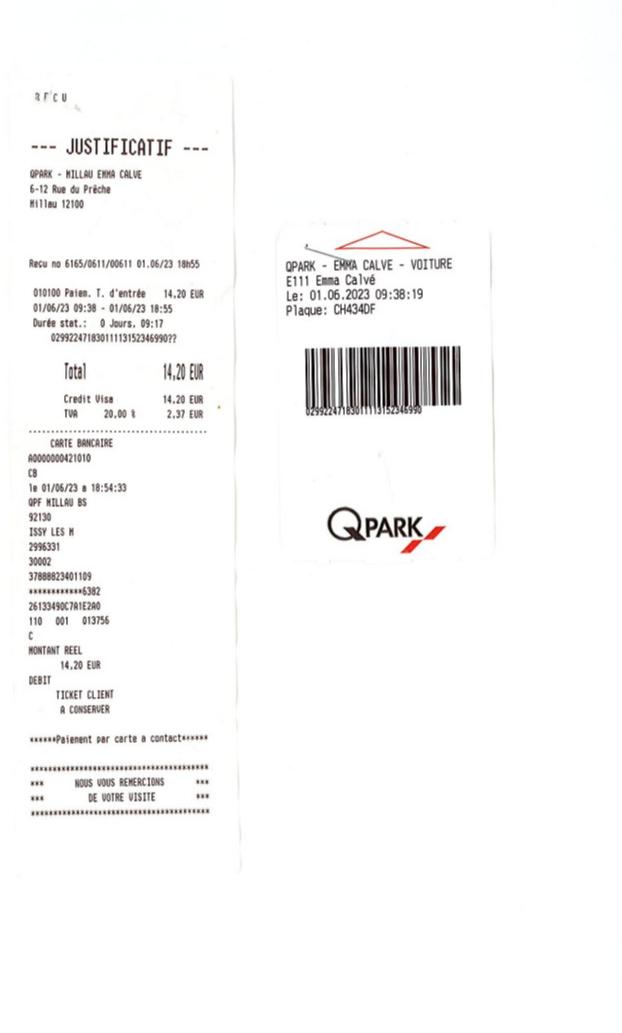 RECU
--- JUSTIFICATIF ---
QPARK - MILLAU EMMA CALVE
6-12 Rue du Prêche
Millau 12100
Recu no 6165/0611/00611 01.06/23 18h55
010100 Paiem. T. d'entrée 14,20 EUR
01/06/23 09:38 - 01/06/23 18:55
Durée stat.: 0 Jours, 09:17
02992247183011113152346990??
Total 14,20 EUR
Credit Visa 14.20 EUR
TVA 20.00 % 2.37 EUR
CARTE BANCAIRE
A0000000421010
CB
le 01/06/23 a 18:54:33
QPF MILLAU BS
92130
ISSY LES M
2996331
30002
37888823401109
************6382
26133490C7A1E2A0
110 001 013756
C
MONTANT REEL
14,20 EUR
DEBIT
TICKET CLIENT
A CONSERVER
******Paiement par carte a contact******
****************************************
*** NOUS VOUS REMERCIONS ***
*** DE VOTRE VISITE ***
****************************************
QPARK - EMMA CALVE - VOITURE
E111 Emma Calvé
Le: 01.06.2023 09:38:19
Plaque: CH434DF
02992247183011113152346990
QPARK